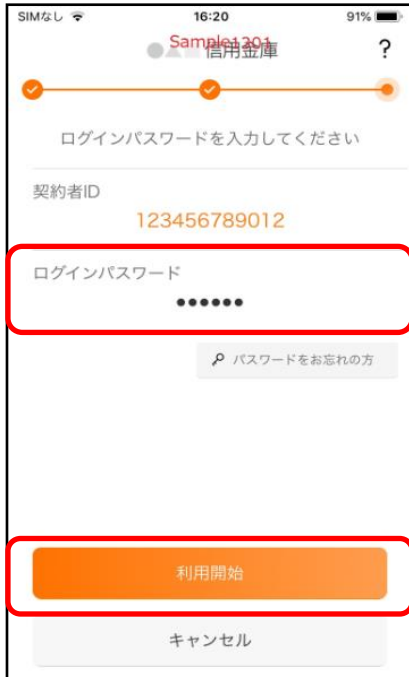 SIMなし 16:20 91%
Sample1301
●▲■信用金庫 ?
ログインパスワードを入力してください
契約者ID
123456789012
ログインパスワード
●●●●●●
パスワードをお忘れの方
利用開始
キャンセル